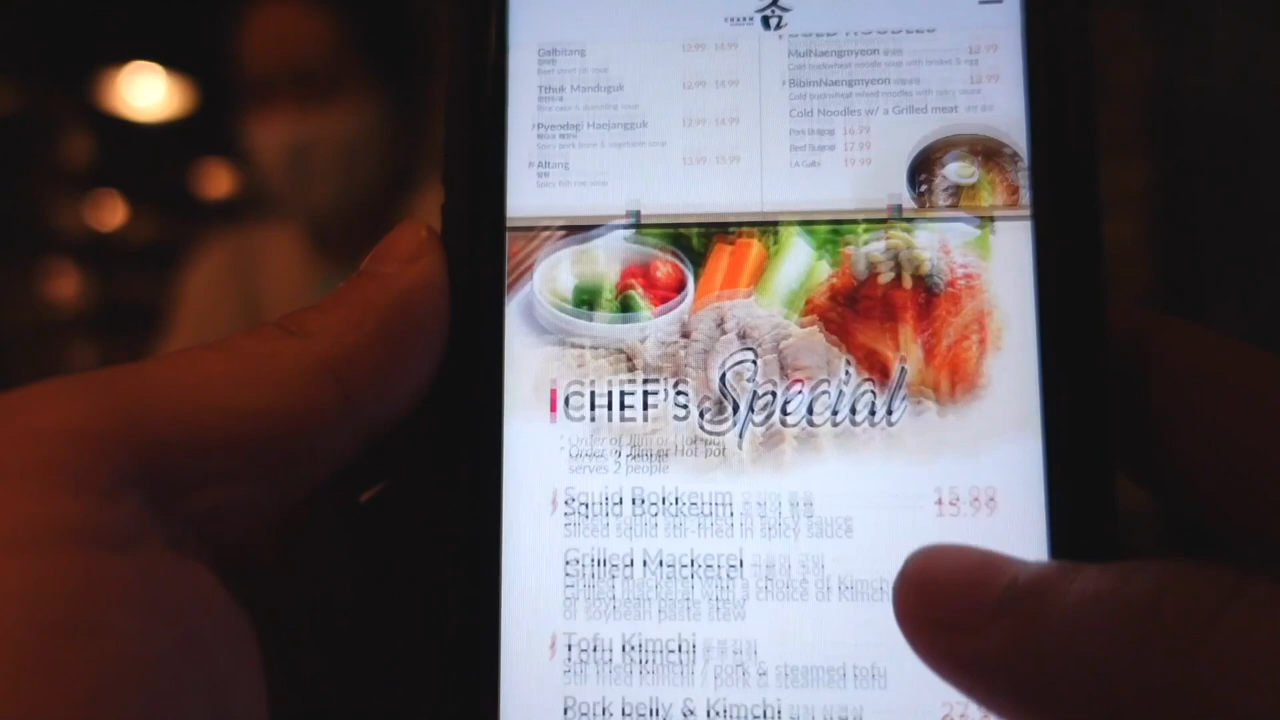 CHARM
Galbitang 12.99 / 14.99
Beef short rib soup
Tthuk Manduguk 12.99 / 14.99
Rice cake & dumpling soup
Pyeodagi Haejangguk 12.99 / 14.99
Spicy pork bone & vegetable soup
Altang 13.99 / 15.99
알탕
Spicy fish roe soup
COLD NOODLES
MulNaengmyeon 12.99
Cold buckwheat noodle soup with brisket & egg
BibimNaengmyeon 12.99
Cold buckwheat mixed noodles with spicy sauce
Cold Noodles w/ a Grilled meat
Pork Bulgogi 16.99
Beef Bulgogi 17.99
LA Galbi 19.99
CHEF'S Special
* Order of Jjim or Hot-pot
serves 2 people
Squid Bokkeum 15.99
Sliced squid stir-fried in spicy sauce
Grilled Mackerel
Grilled mackerel with a choice of Kimch
or soybean paste stew
Tofu Kimchi
Stir fried Kimchi / pork & steamed tofu
Pork belly & Kimchi